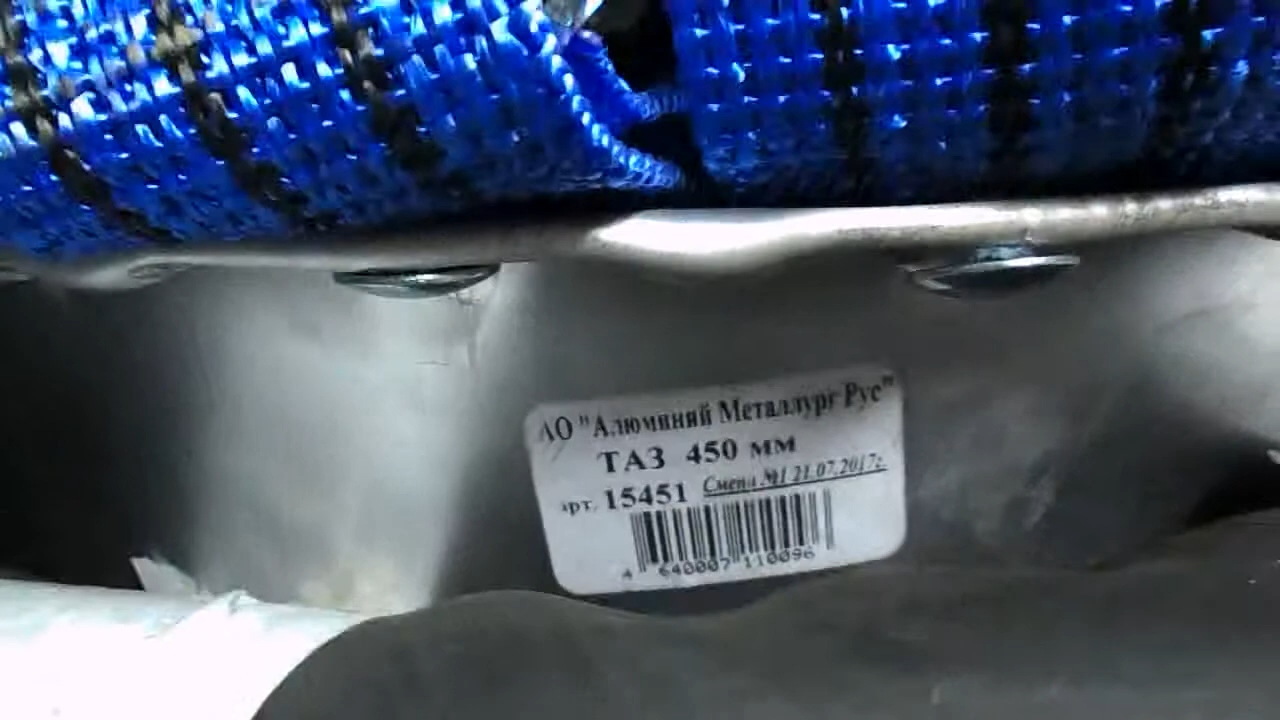 АО "Алюминий Металлург Рус"
ТАЗ 450 мм
арт. 15451 Смена №1 21.07.2017г.
4 640007 110096